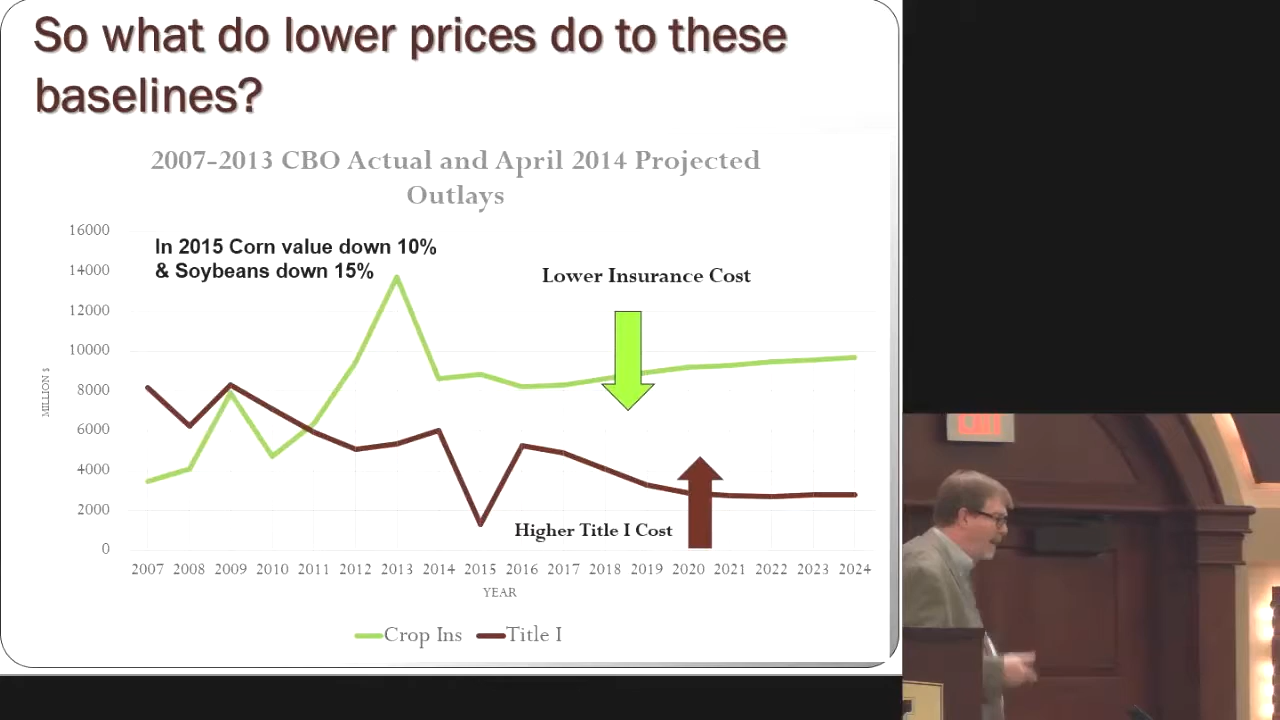 So what do lower prices do to these
baselines?
2007-2013 CBO Actual and April 2014 Projected
Outlays
16000
14000
12000
10000
8000
6000
4000
2000
0
MILLION $
In 2015 Corn value down 10%
& Soybeans down 15%
Lower Insurance Cost
Higher Title I Cost
2007 2008 2009 2010 2011 2012 2013 2014 2015 2016 2017 2018 2019 2020 2021 2022 2023 2024
YEAR
Crop Ins Title I